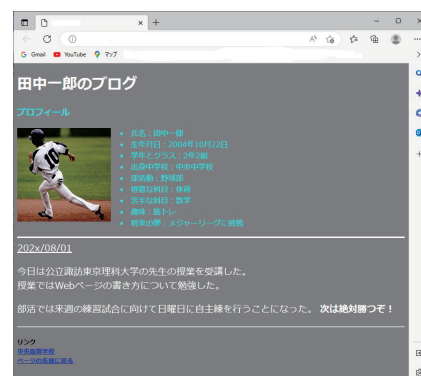 Gmail YouTube マップ
田中一郎のブログ
プロフィール
氏名：田中一郎
生年月日：2004年10月22日
学年とクラス：2年2組
出身中学校：中央中学校
部活動：野球部
得意な科目：体育
苦手な科目：数学
趣味：筋トレ
将来の夢：メジャーリーグに挑戦
202x/08/01
今日は公立諏訪東京理科大学の先生の授業を受講した。
授業ではWebページの書き方について勉強した。
部活では来週の練習試合に向けて日曜日に自主練を行うことになった。 次は絶対勝つぞ！
リンク
中央高等学校
ページの先頭に戻る